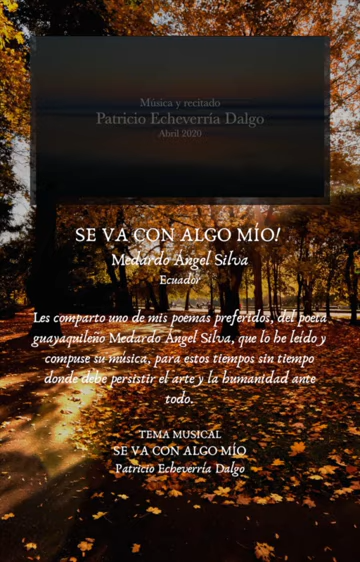 Música y recitado
Patricio Echeverría Dalgo
Abril 2020
SE VA CON ALGO MÍO!
Medardo Ángel Silva
Ecuador
Les comparto uno de mis poemas preferidos, del poeta
guayaquileño Medardo Ángel Silva, que lo he leído y
compuse su música, para estos tiempos sin tiempo
donde debe persistir el arte y la humanidad ante
todo.
TEMA MUSICAL
SE VA CON ALGO MÍO
Patricio Echeverría Dalgo